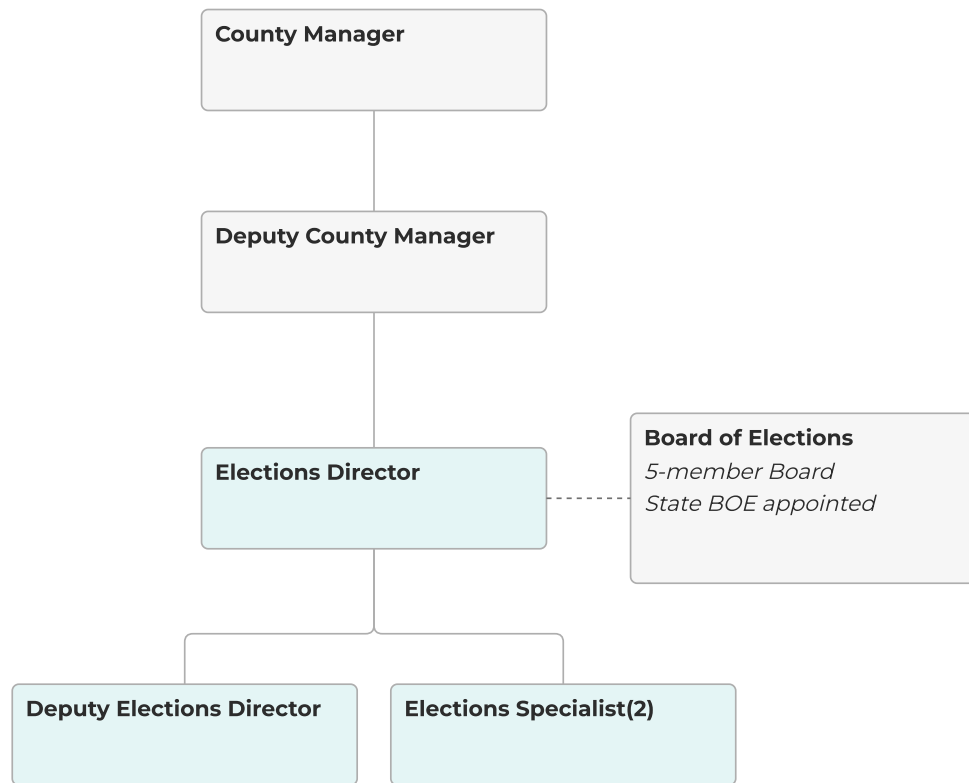 County Manager
Deputy County Manager
Elections Director
Board of Elections
5-member Board
State BOE appointed
Deputy Elections Director
Elections Specialist(2)